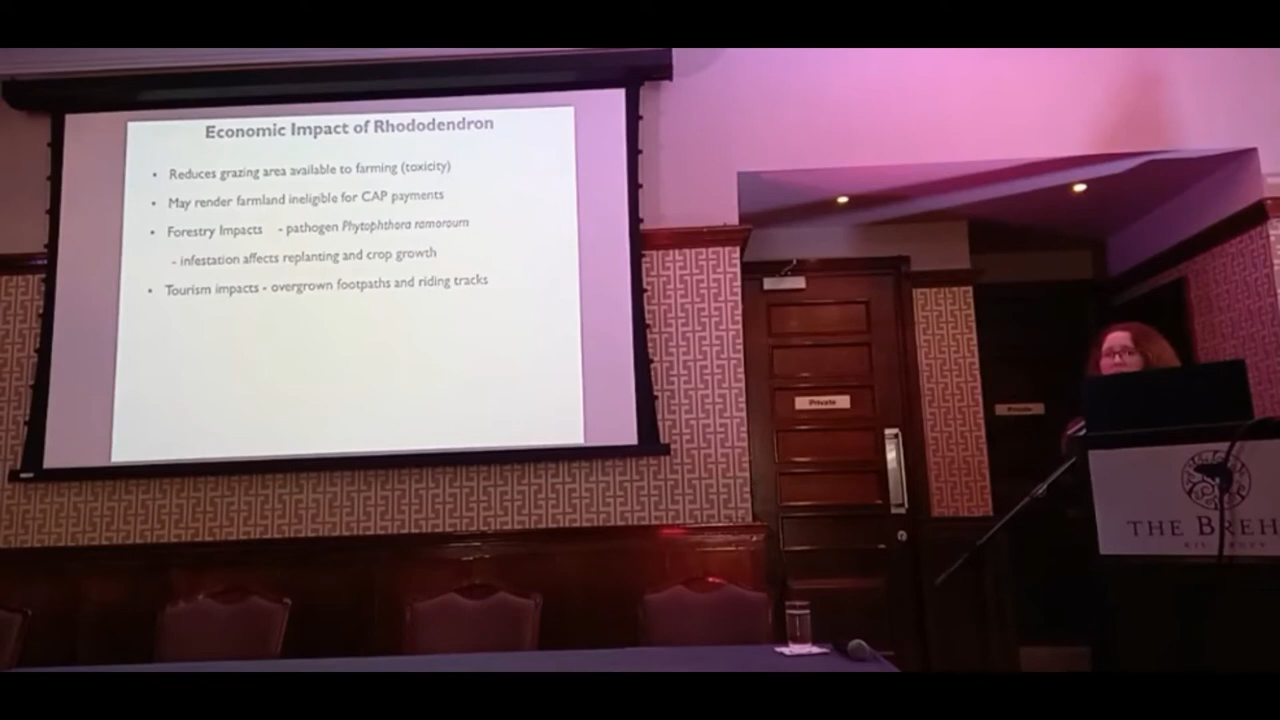 Economic Impact of Rhododendron
• Reduces grazing area available to farming (toxicity)
• May render farmland ineligible for CAP payments
• Forestry Impacts - pathogen Phytophthora ramoroum
- infestation affects replanting and crop growth
• Tourism impacts - overgrown footpaths and riding tracks
Private
Private
THE BREH